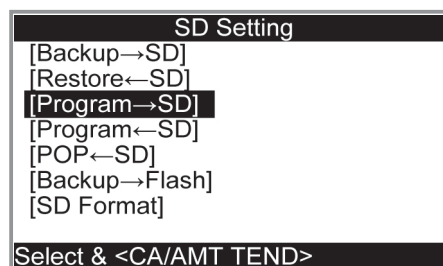 SD Setting
[Backup→SD]
[Restore←SD]
[Program→SD]
[Program←SD]
[POP←SD]
[Backup→Flash]
[SD Format]
Select & <CA/AMT TEND>